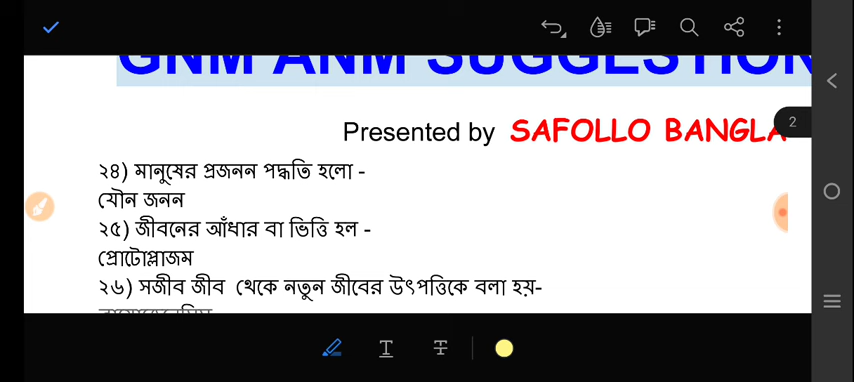 GNM ANM SUGGESTION
Presented by SAFOLLO BANGLA
2
২৪) মানুষের প্রজনন পদ্ধতি হলো -
যৌন জনন
২৫) জীবনের আঁধার বা ভিত্তি হল -
প্রোটোপ্লাজম
২৬) সজীব জীব থেকে নতুন জীবের উৎপত্তিকে বলা হয়-